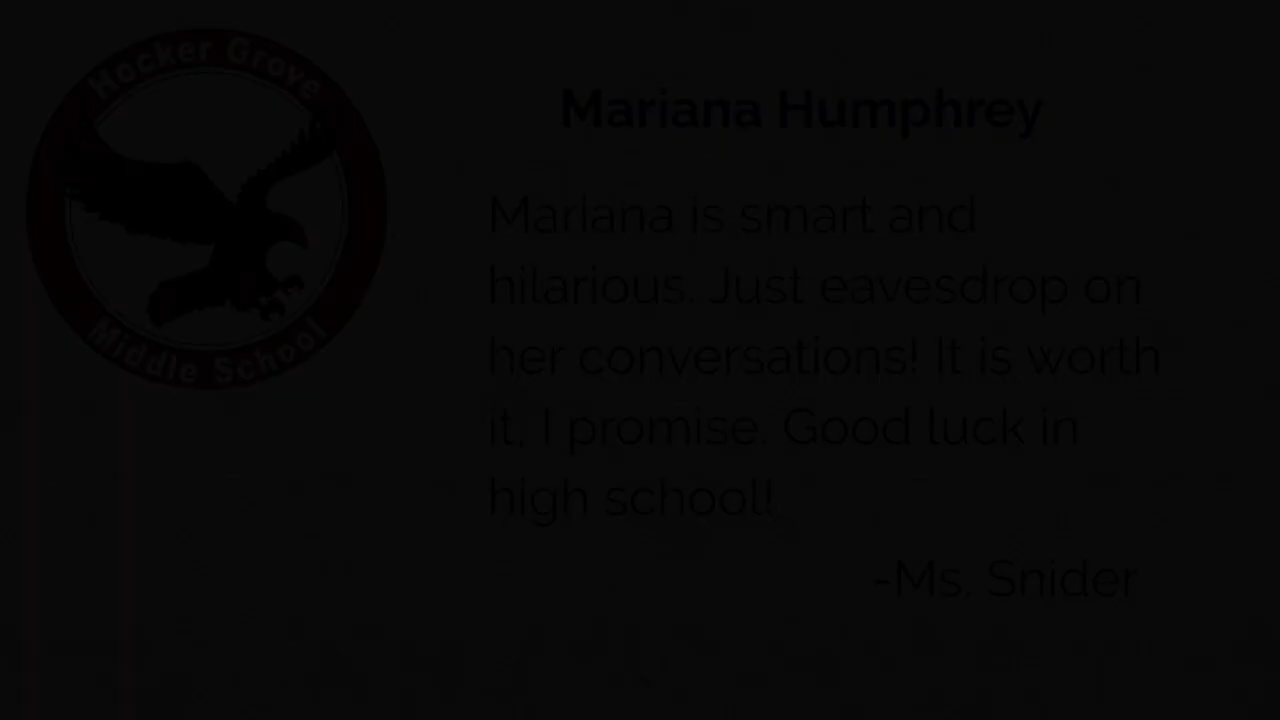 Hocker Grove
Middle School
Mariana Humphrey
Mariana is smart and
hilarious. Just eavesdrop on
her conversations! It is worth
it, I promise. Good luck in
high school!
-Ms. Snider